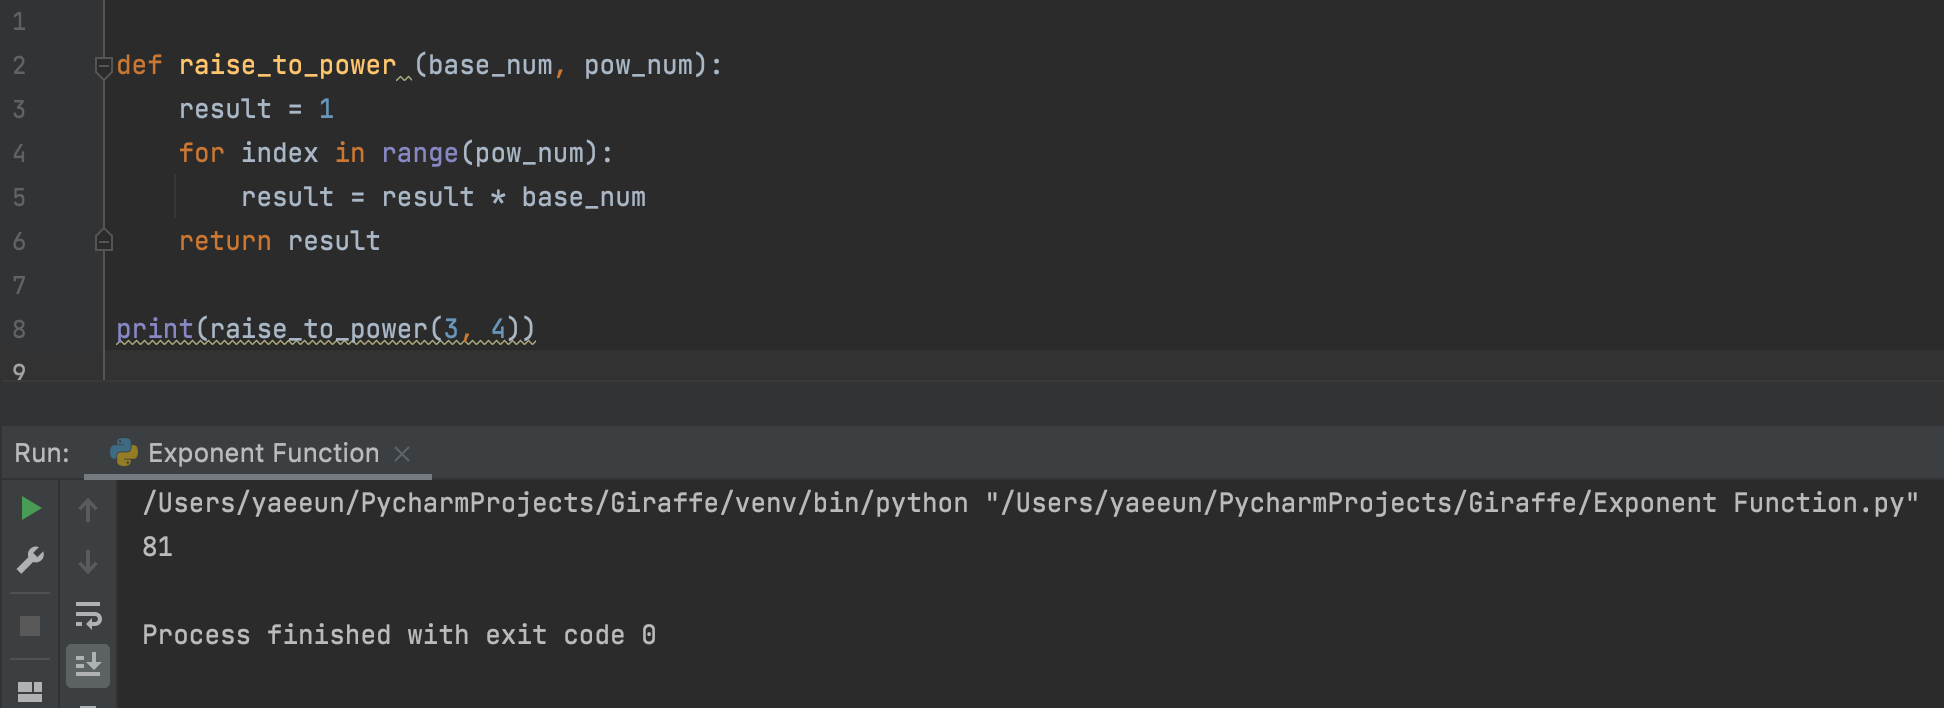 1
2 def raise_to_power (base_num, pow_num):
3     result = 1
4     for index in range(pow_num):
5         result = result * base_num
6     return result
7
8 print(raise_to_power(3, 4))
9
Run: Exponent Function
/Users/yaeeun/PycharmProjects/Giraffe/venv/bin/python "/Users/yaeeun/PycharmProjects/Giraffe/Exponent Function.py"
81
Process finished with exit code 0